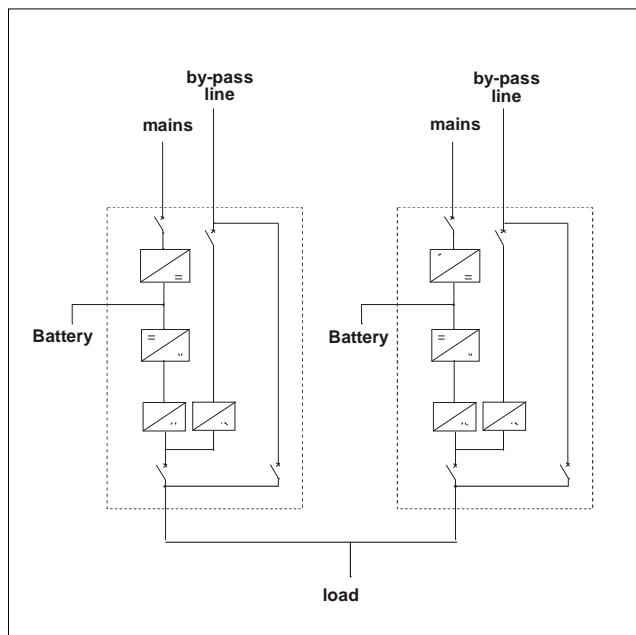 by-pass
line
mains
by-pass
line
mains
Battery
Battery
load